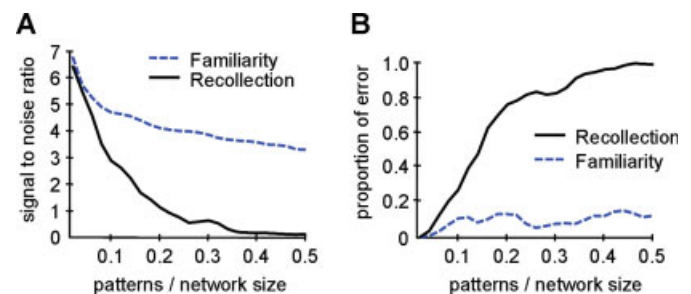 A
7
6
5
4
3
2
1
0
signal to noise ratio
Familiarity
Recollection
0.1 0.2 0.3 0.4 0.5
patterns / network size
B
1.0
0.8
0.6
0.4
0.2
0
proportion of error
Recollection
Familiarity
0.1 0.2 0.3 0.4 0.5
patterns / network size